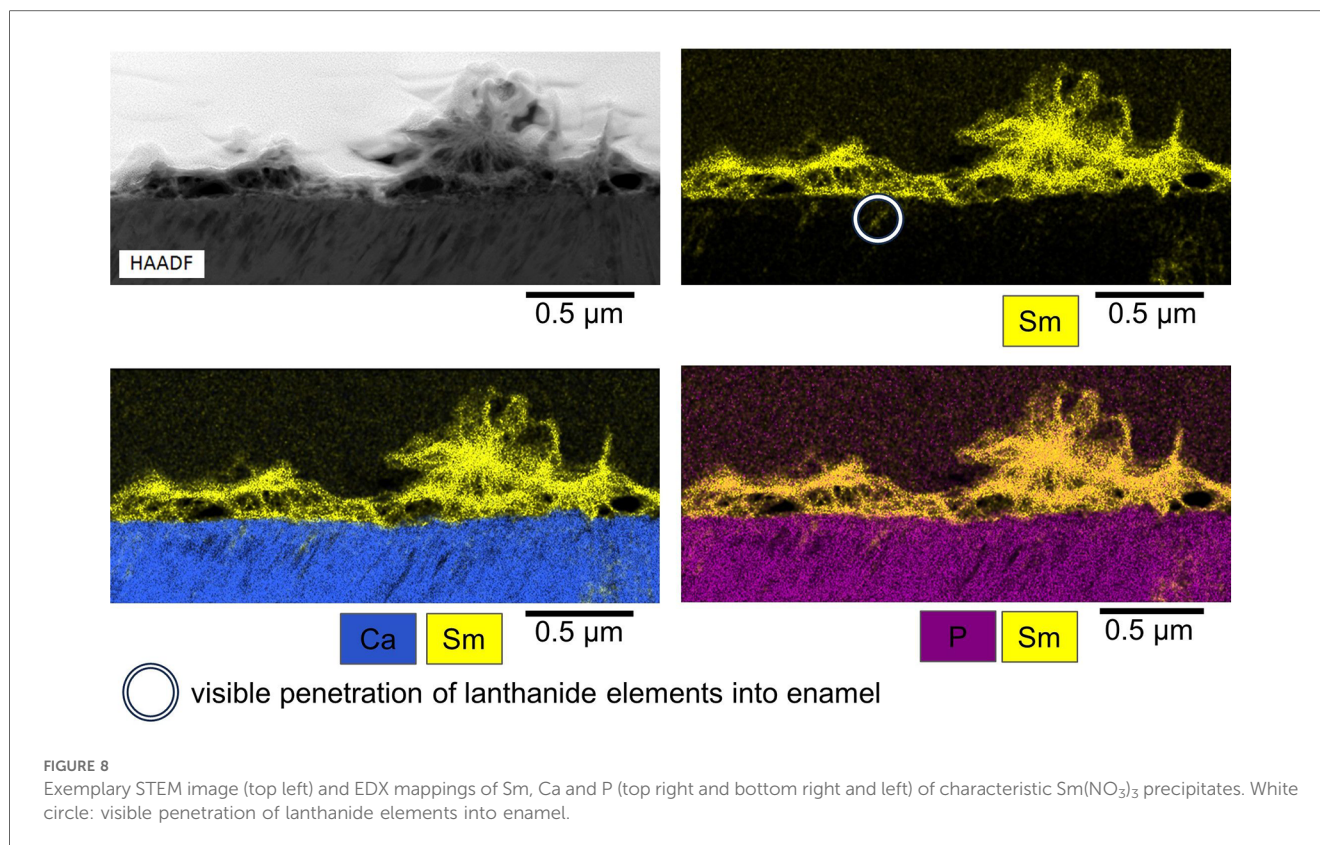 HAADF
0.5 µm
Sm
0.5 µm
Ca
Sm
0.5 µm
P
Sm
0.5 µm
visible penetration of lanthanide elements into enamel
FIGURE 8
Exemplary STEM image (top left) and EDX mappings of Sm, Ca and P (top right and bottom right and left) of characteristic Sm(NO₃)₃ precipitates. White
circle: visible penetration of lanthanide elements into enamel.